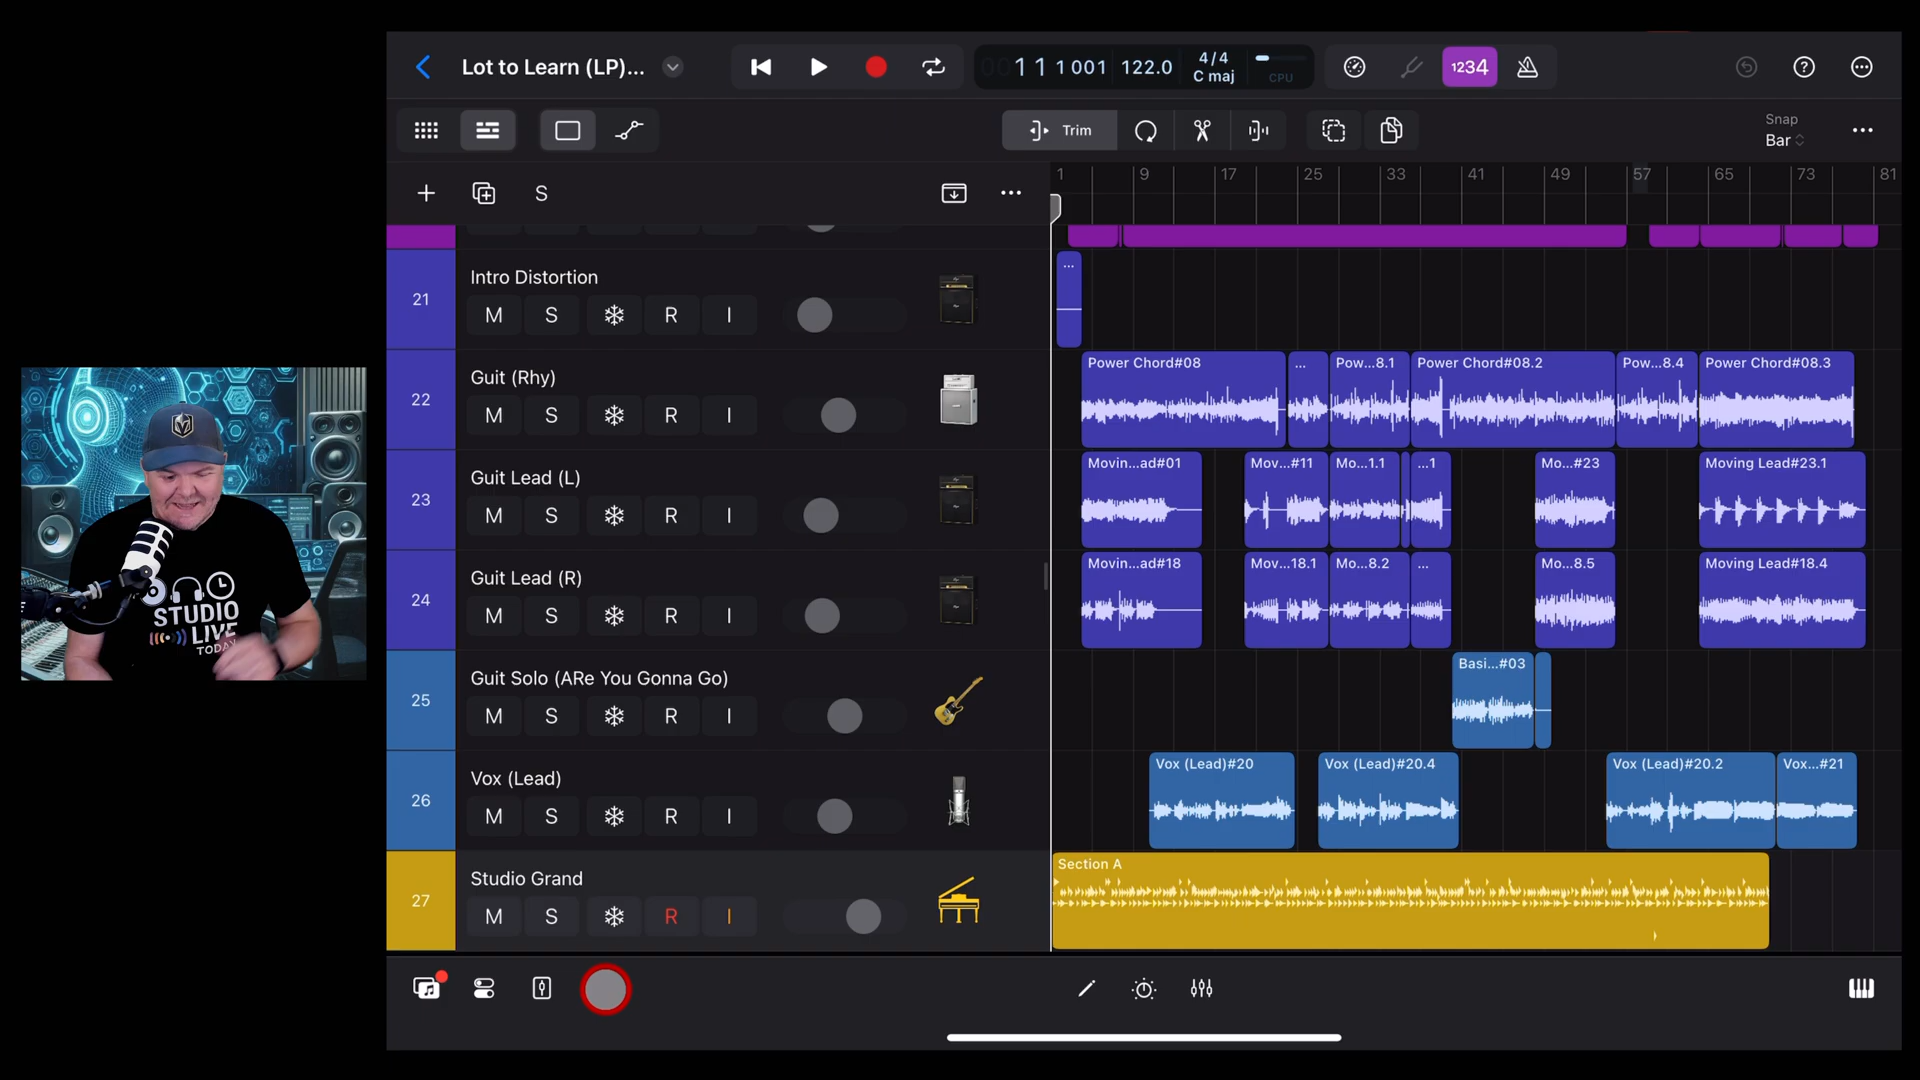 Lot to Learn (LP)...
0011 1 001
122.0
4/4
C maj
CPU
1234
Trim
Snap
Bar
S
1 9 17 25 33 41 49 57 65 73 81
21
Intro Distortion
M S R I
...
22
Guit (Rhy)
M S R I
Power Chord#08
...
Pow...8.1
Power Chord#08.2
Pow...8.4
Power Chord#08.3
23
Guit Lead (L)
M S R I
Movin...ad#01
Mov...#11
Mo...1.1
...1
Mo...#23
Moving Lead#23.1
24
Guit Lead (R)
M S R I
Movin...ad#18
Mov...18.1
Mo...8.2
...
Mo...8.5
Moving Lead#18.4
25
Guit Solo (ARe You Gonna Go)
M S R I
Basi...#03
26
Vox (Lead)
M S R I
Vox (Lead)#20
Vox (Lead)#20.4
Vox (Lead)#20.2
Vox...#21
27
Studio Grand
M S R I
Section A
STUDIO
LIVE
TODAY